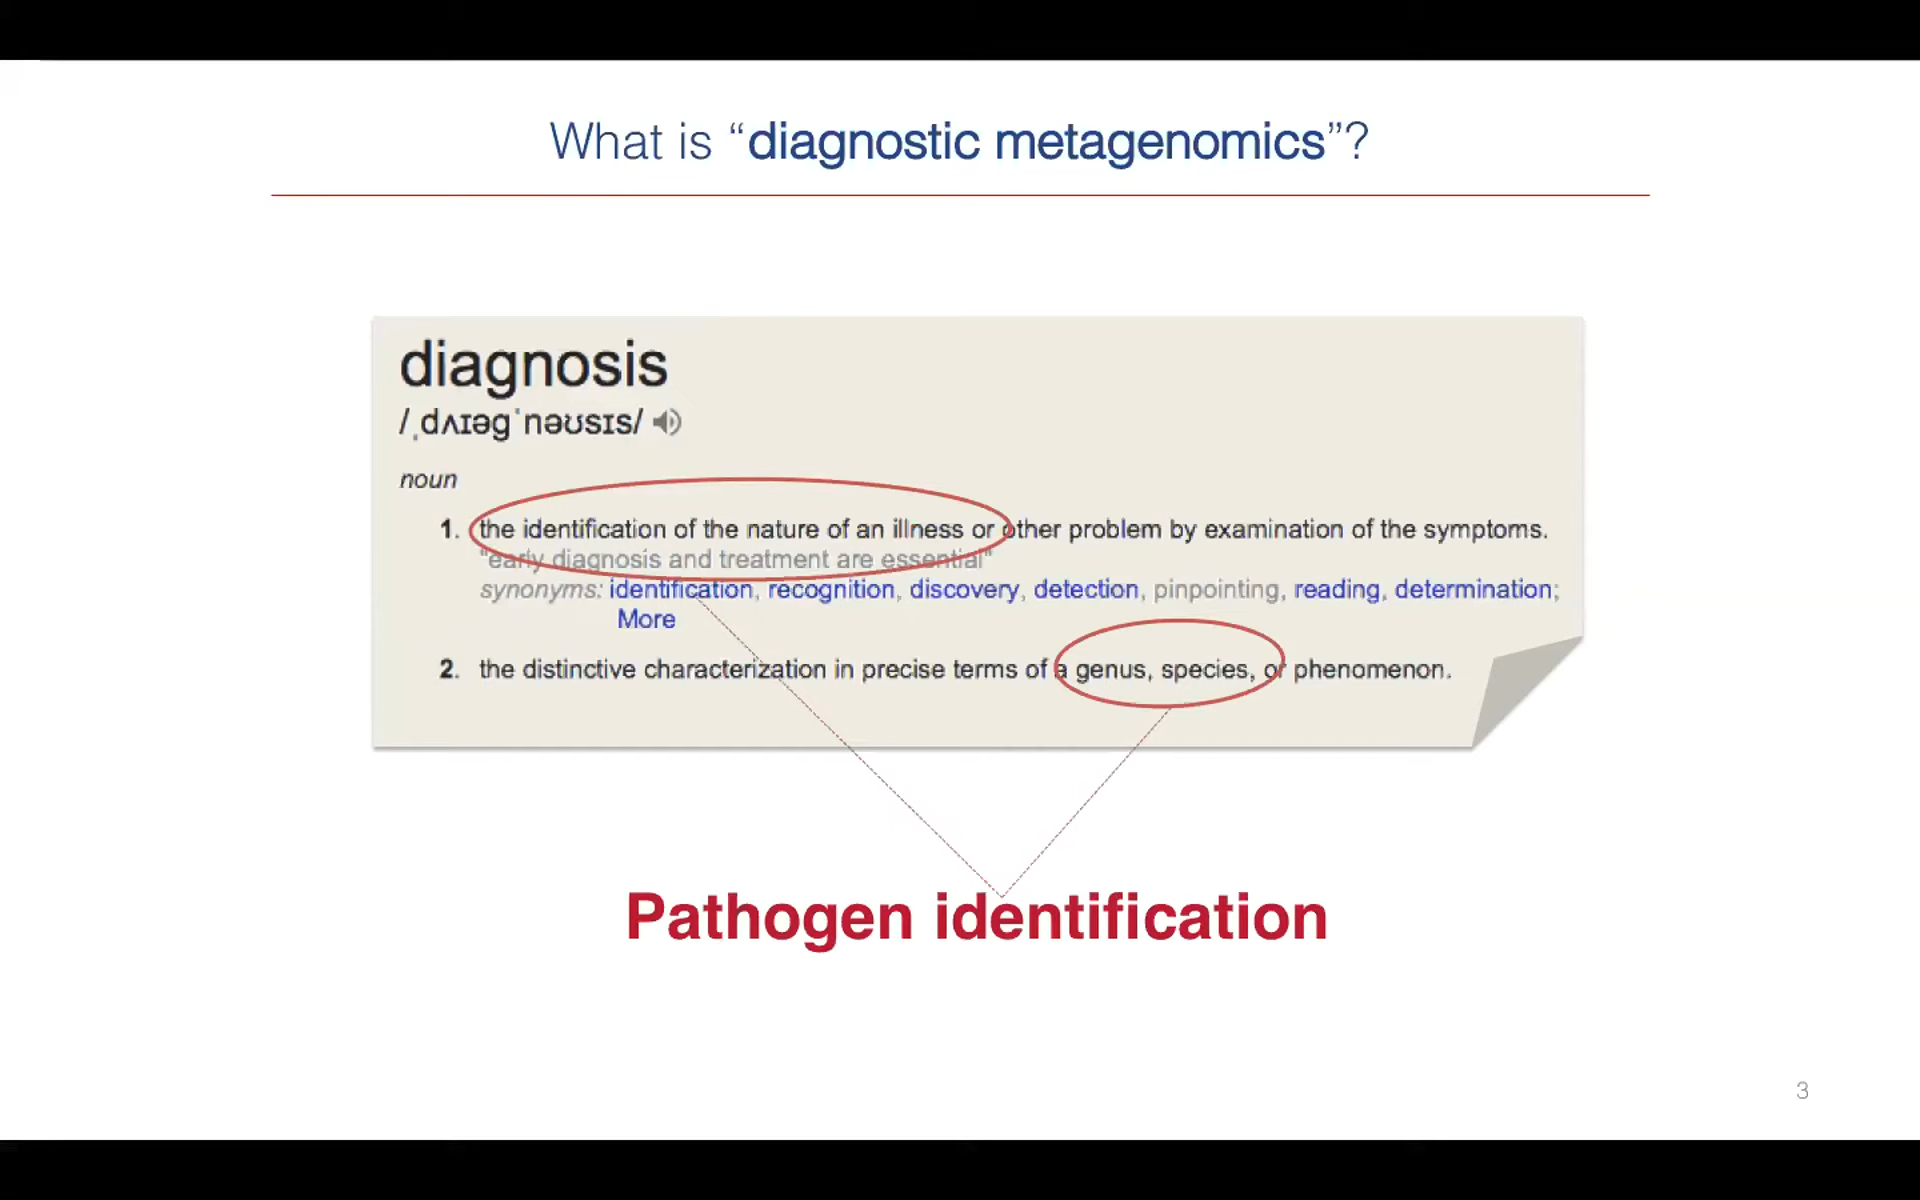 What is “diagnostic metagenomics”?
diagnosis
/ˌdʌɪəɡˈnəʊsɪs/
noun
1. the identification of the nature of an illness or other problem by examination of the symptoms.
"early diagnosis and treatment are essential"
synonyms: identification, recognition, discovery, detection, pinpointing, reading, determination;
More
2. the distinctive characterization in precise terms of a genus, species, or phenomenon.
Pathogen identification
3